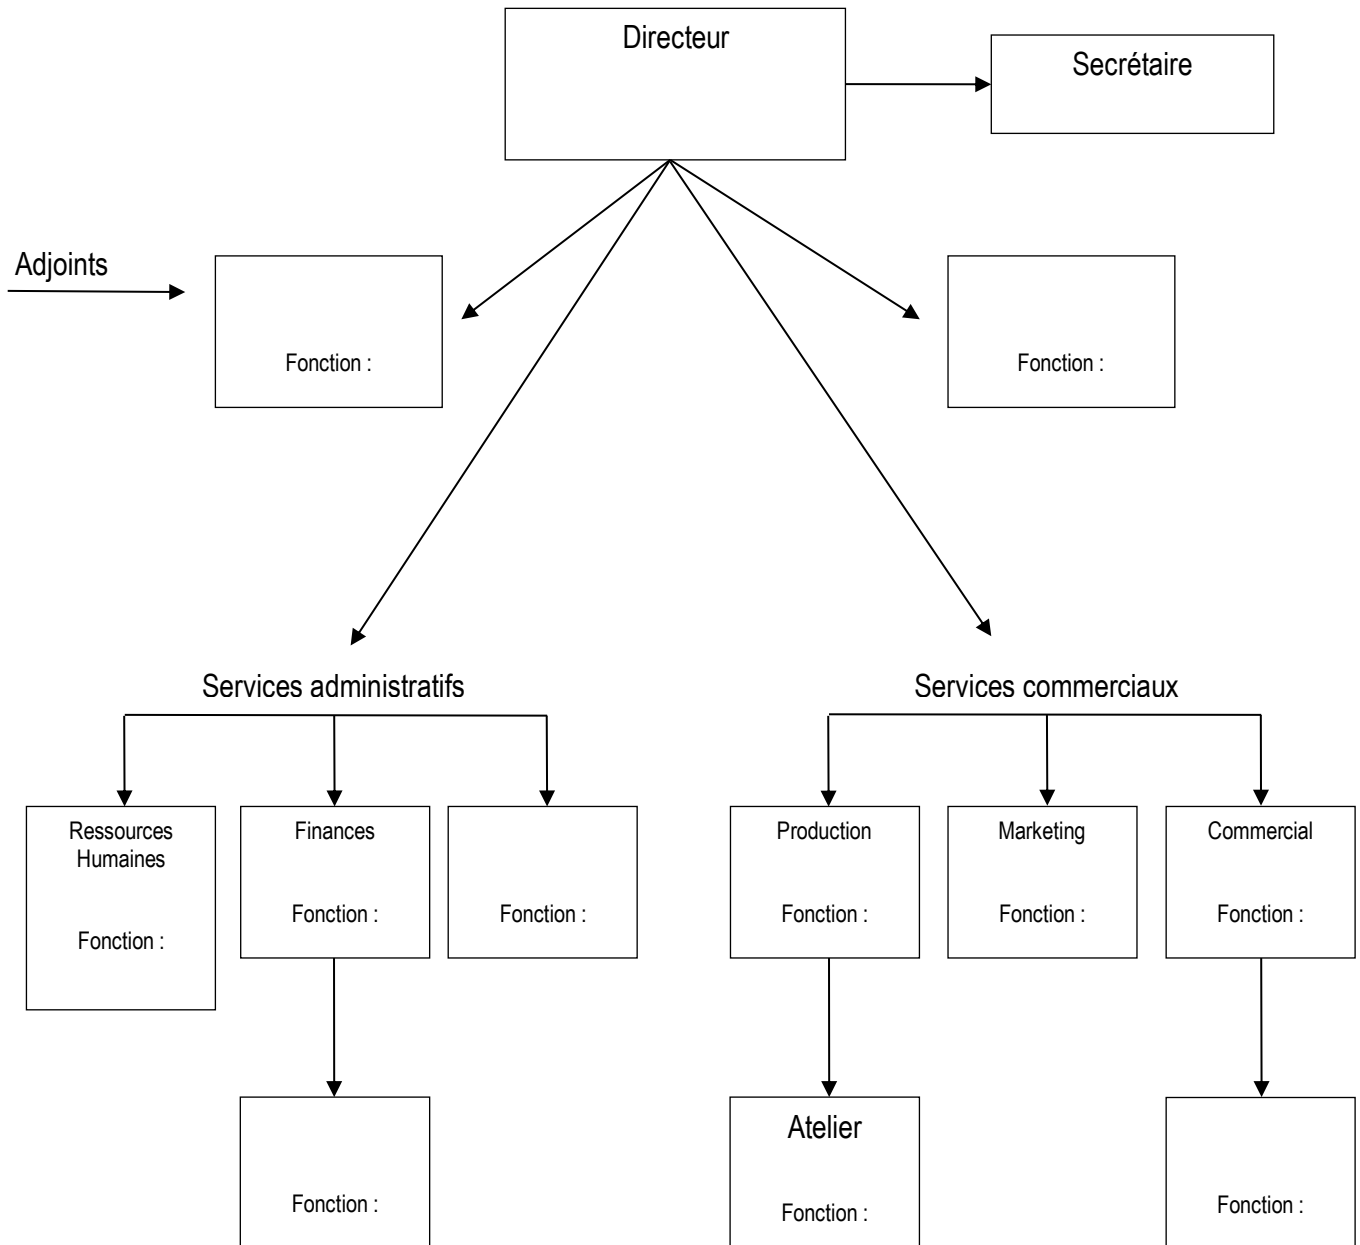 Directeur
Secrétaire
Adjoints
Fonction :
Fonction :
Services administratifs
Services commerciaux
Ressources
Humaines
Fonction :
Finances
Fonction :
Fonction :
Production
Fonction :
Marketing
Fonction :
Commercial
Fonction :
Fonction :
Atelier
Fonction :
Fonction :